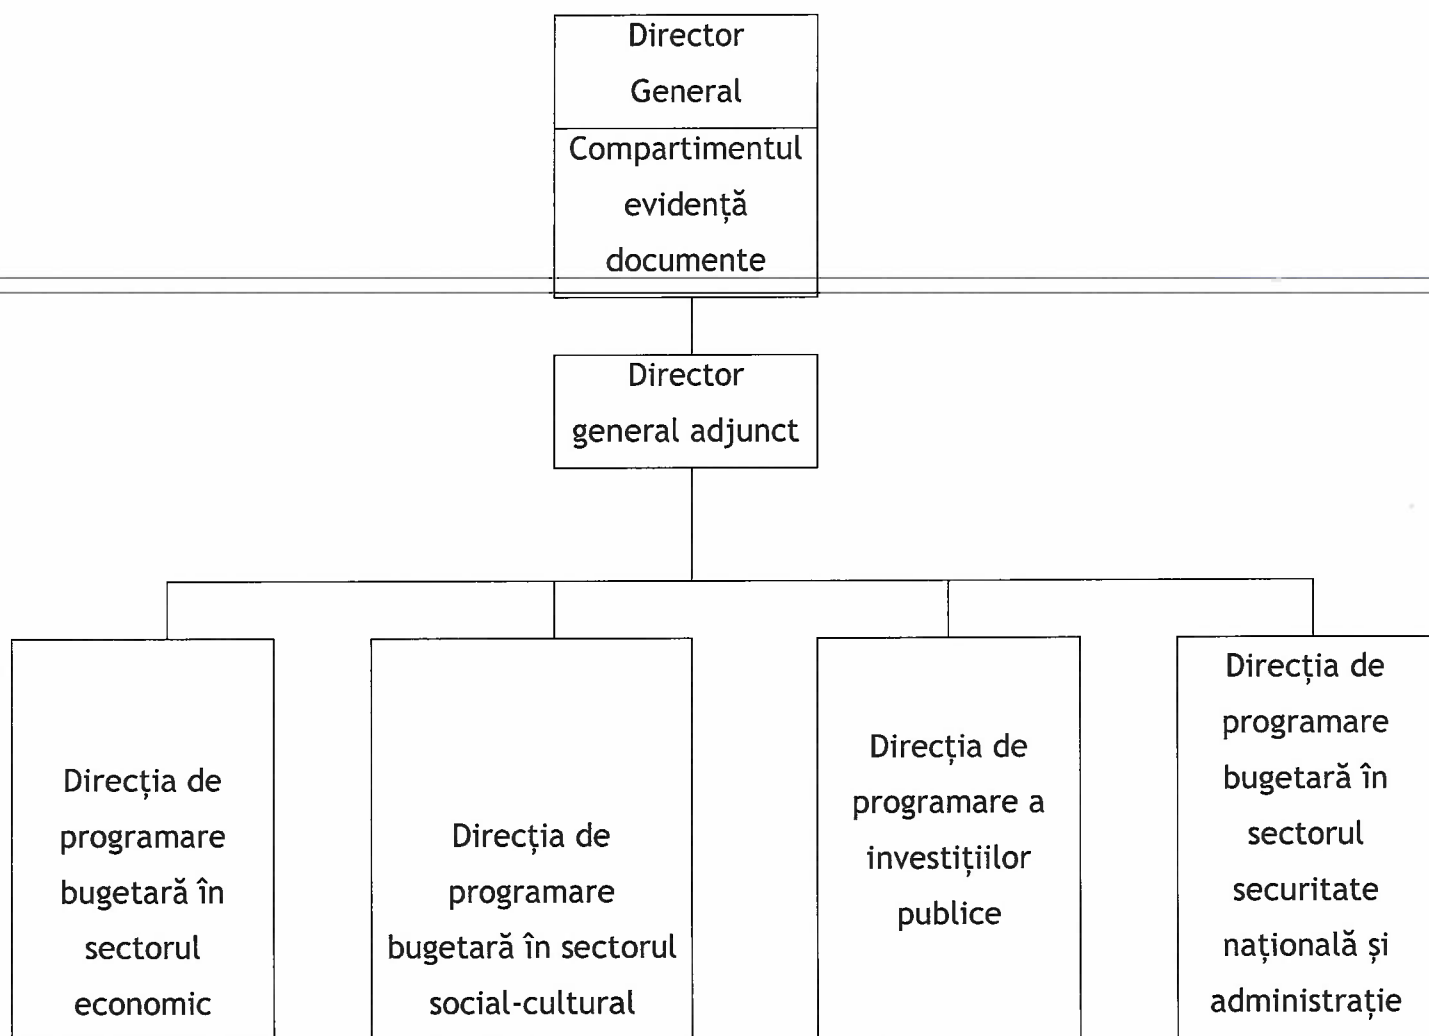 Director
General
Compartimentul
evidență
documente
Director
general adjunct
Direcția de
programare
bugetară în
sectorul
economic
Direcția de
programare
bugetară în sectorul
social-cultural
Direcția de
programare a
investițiilor
publice
Direcția de
programare
bugetară în
sectorul
securitate
națională și
administrație